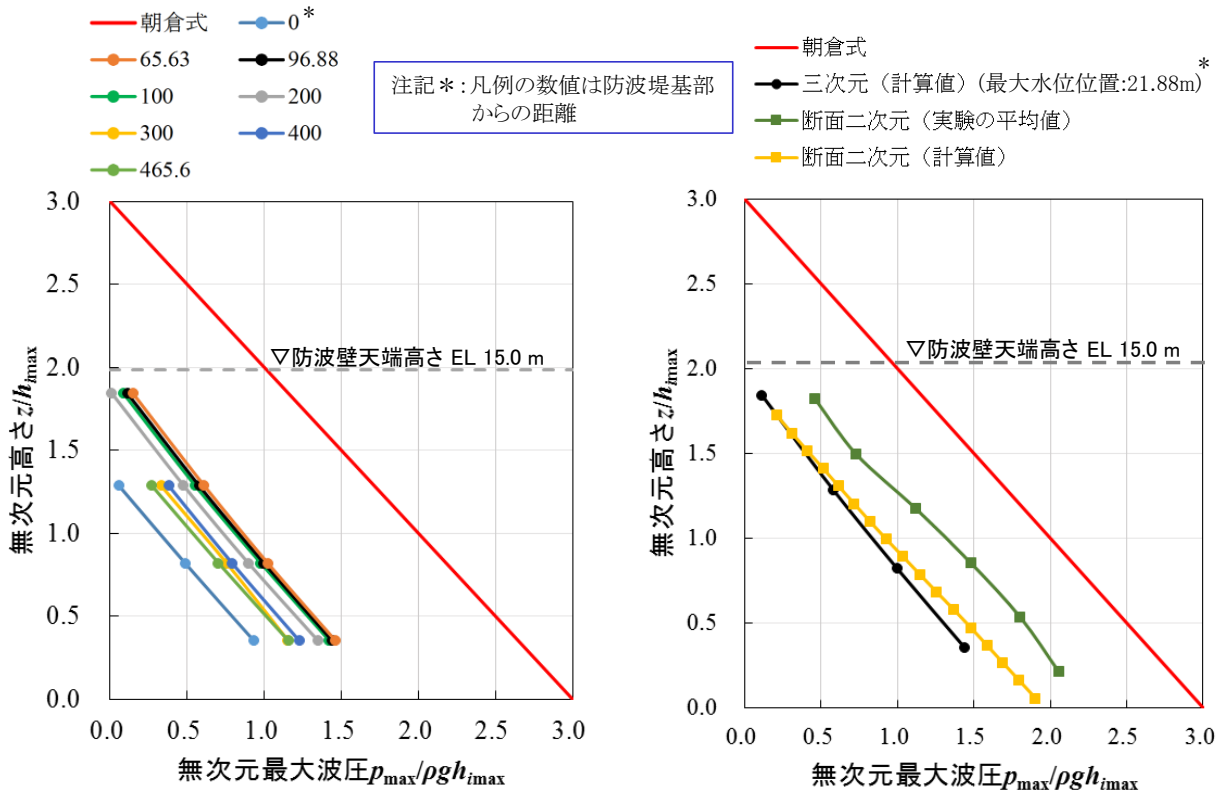 朝倉式
0*
65.63
96.88
100
200
300
400
465.6
注記*:凡例の数値は防波堤基部
からの距離
朝倉式
三次元(計算値)(最大水位位置:21.88m)*
断面二次元(実験の平均値)
断面二次元(計算値)
3.0
2.5
2.0
1.5
1.0
0.5
0.0
無次元高さz/himax
▽防波壁天端高さ EL 15.0 m
0.0 0.5 1.0 1.5 2.0 2.5 3.0
無次元最大波圧pmax/ρghimax
3.0
2.5
2.0
1.5
1.0
0.5
0.0
無次元高さz/himax
▽防波壁天端高さ EL 15.0 m
0.0 0.5 1.0 1.5 2.0 2.5 3.0
無次元最大波圧pmax/ρghimax